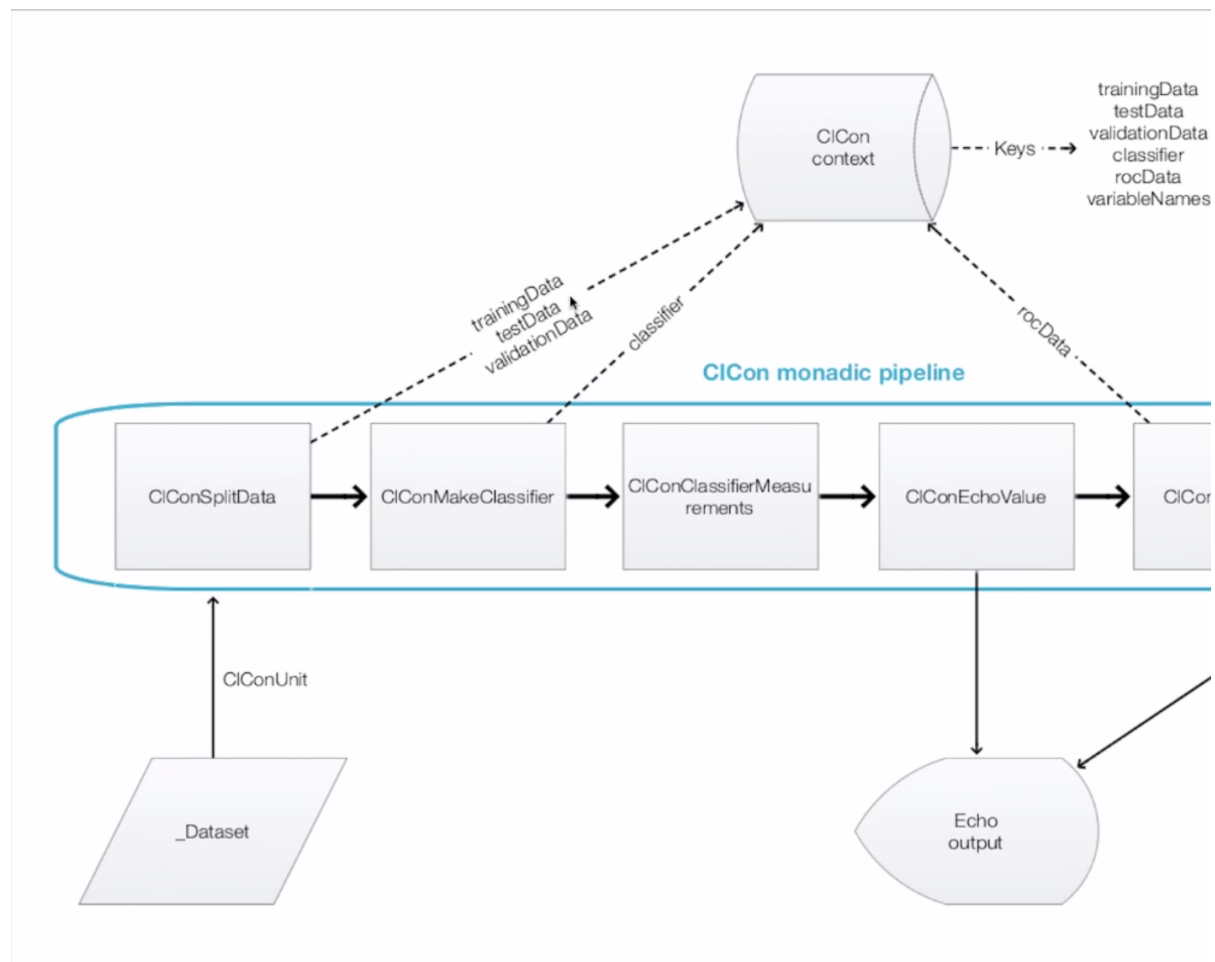 ClCon
context
Keys
trainingData
testData
validationData
classifier
rocData
variableNames
trainingData
testData
validationData
classifier
rocData
ClCon monadic pipeline
ClConSplitData
ClConMakeClassifier
ClConClassifierMeasu
rements
ClConEchoValue
ClConUnit
_Dataset
Echo
output